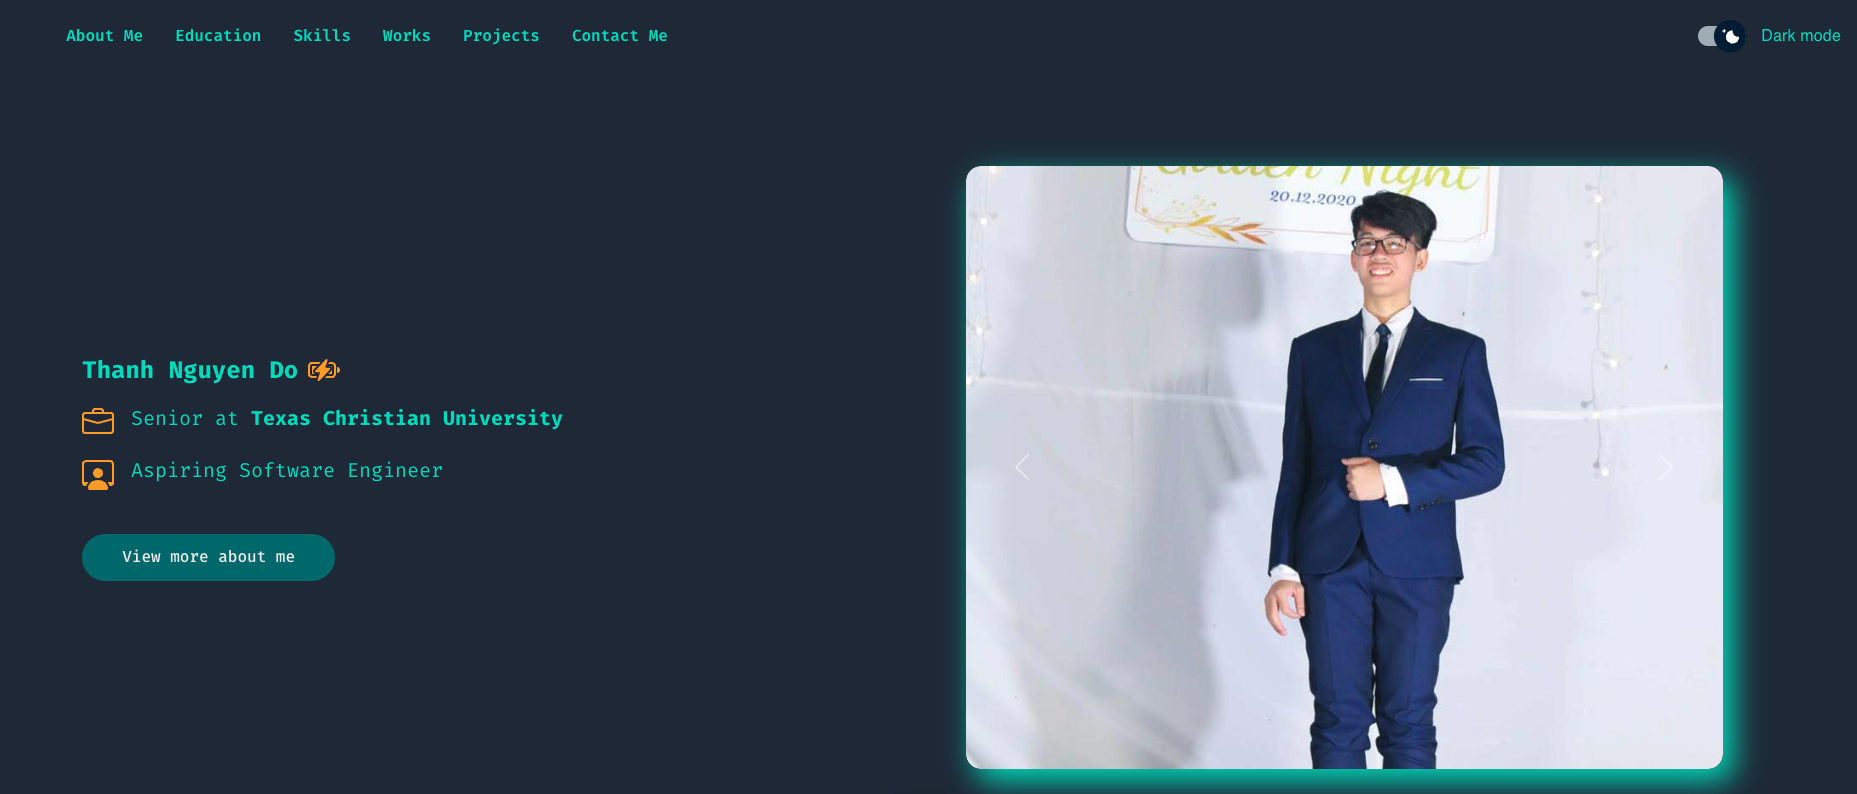 About Me Education Skills Works Projects Contact Me Dark mode
Golden Night
20.12.2020
Thanh Nguyen Do
Senior at Texas Christian University
Aspiring Software Engineer
View more about me